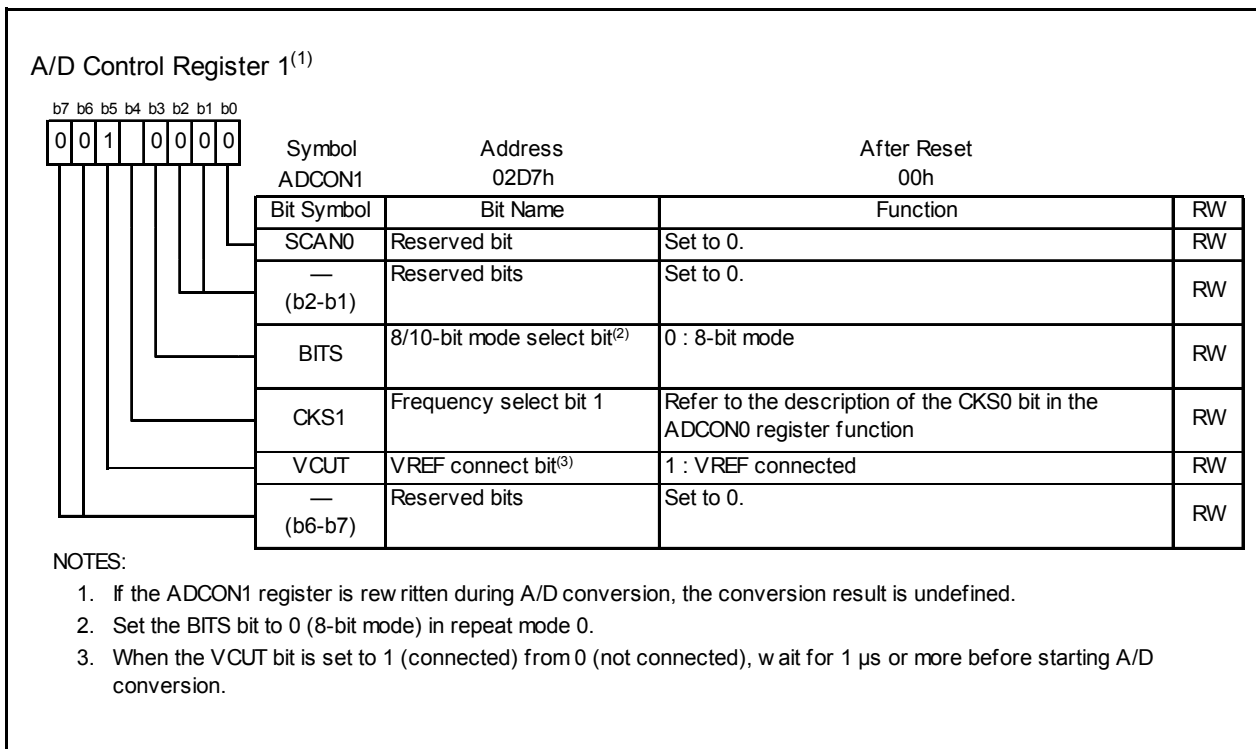 A/D Control Register 1(1)
b7 b6 b5 b4 b3 b2 b1 b0
0 0 1 0 0 0 0
Symbol Address After Reset
ADCON1 02D7h 00h
Bit Symbol Bit Name Function RW
SCAN0 Reserved bit Set to 0. RW
— (b2-b1) Reserved bits Set to 0. RW
BITS 8/10-bit mode select bit(2) 0 : 8-bit mode RW
CKS1 Frequency select bit 1 Refer to the description of the CKS0 bit in the
ADCON0 register function RW
VCUT VREF connect bit(3) 1 : VREF connected RW
— (b6-b7) Reserved bits Set to 0. RW
NOTES:
1. If the ADCON1 register is rewritten during A/D conversion, the conversion result is undefined.
2. Set the BITS bit to 0 (8-bit mode) in repeat mode 0.
3. When the VCUT bit is set to 1 (connected) from 0 (not connected), wait for 1 µs or more before starting A/D
conversion.